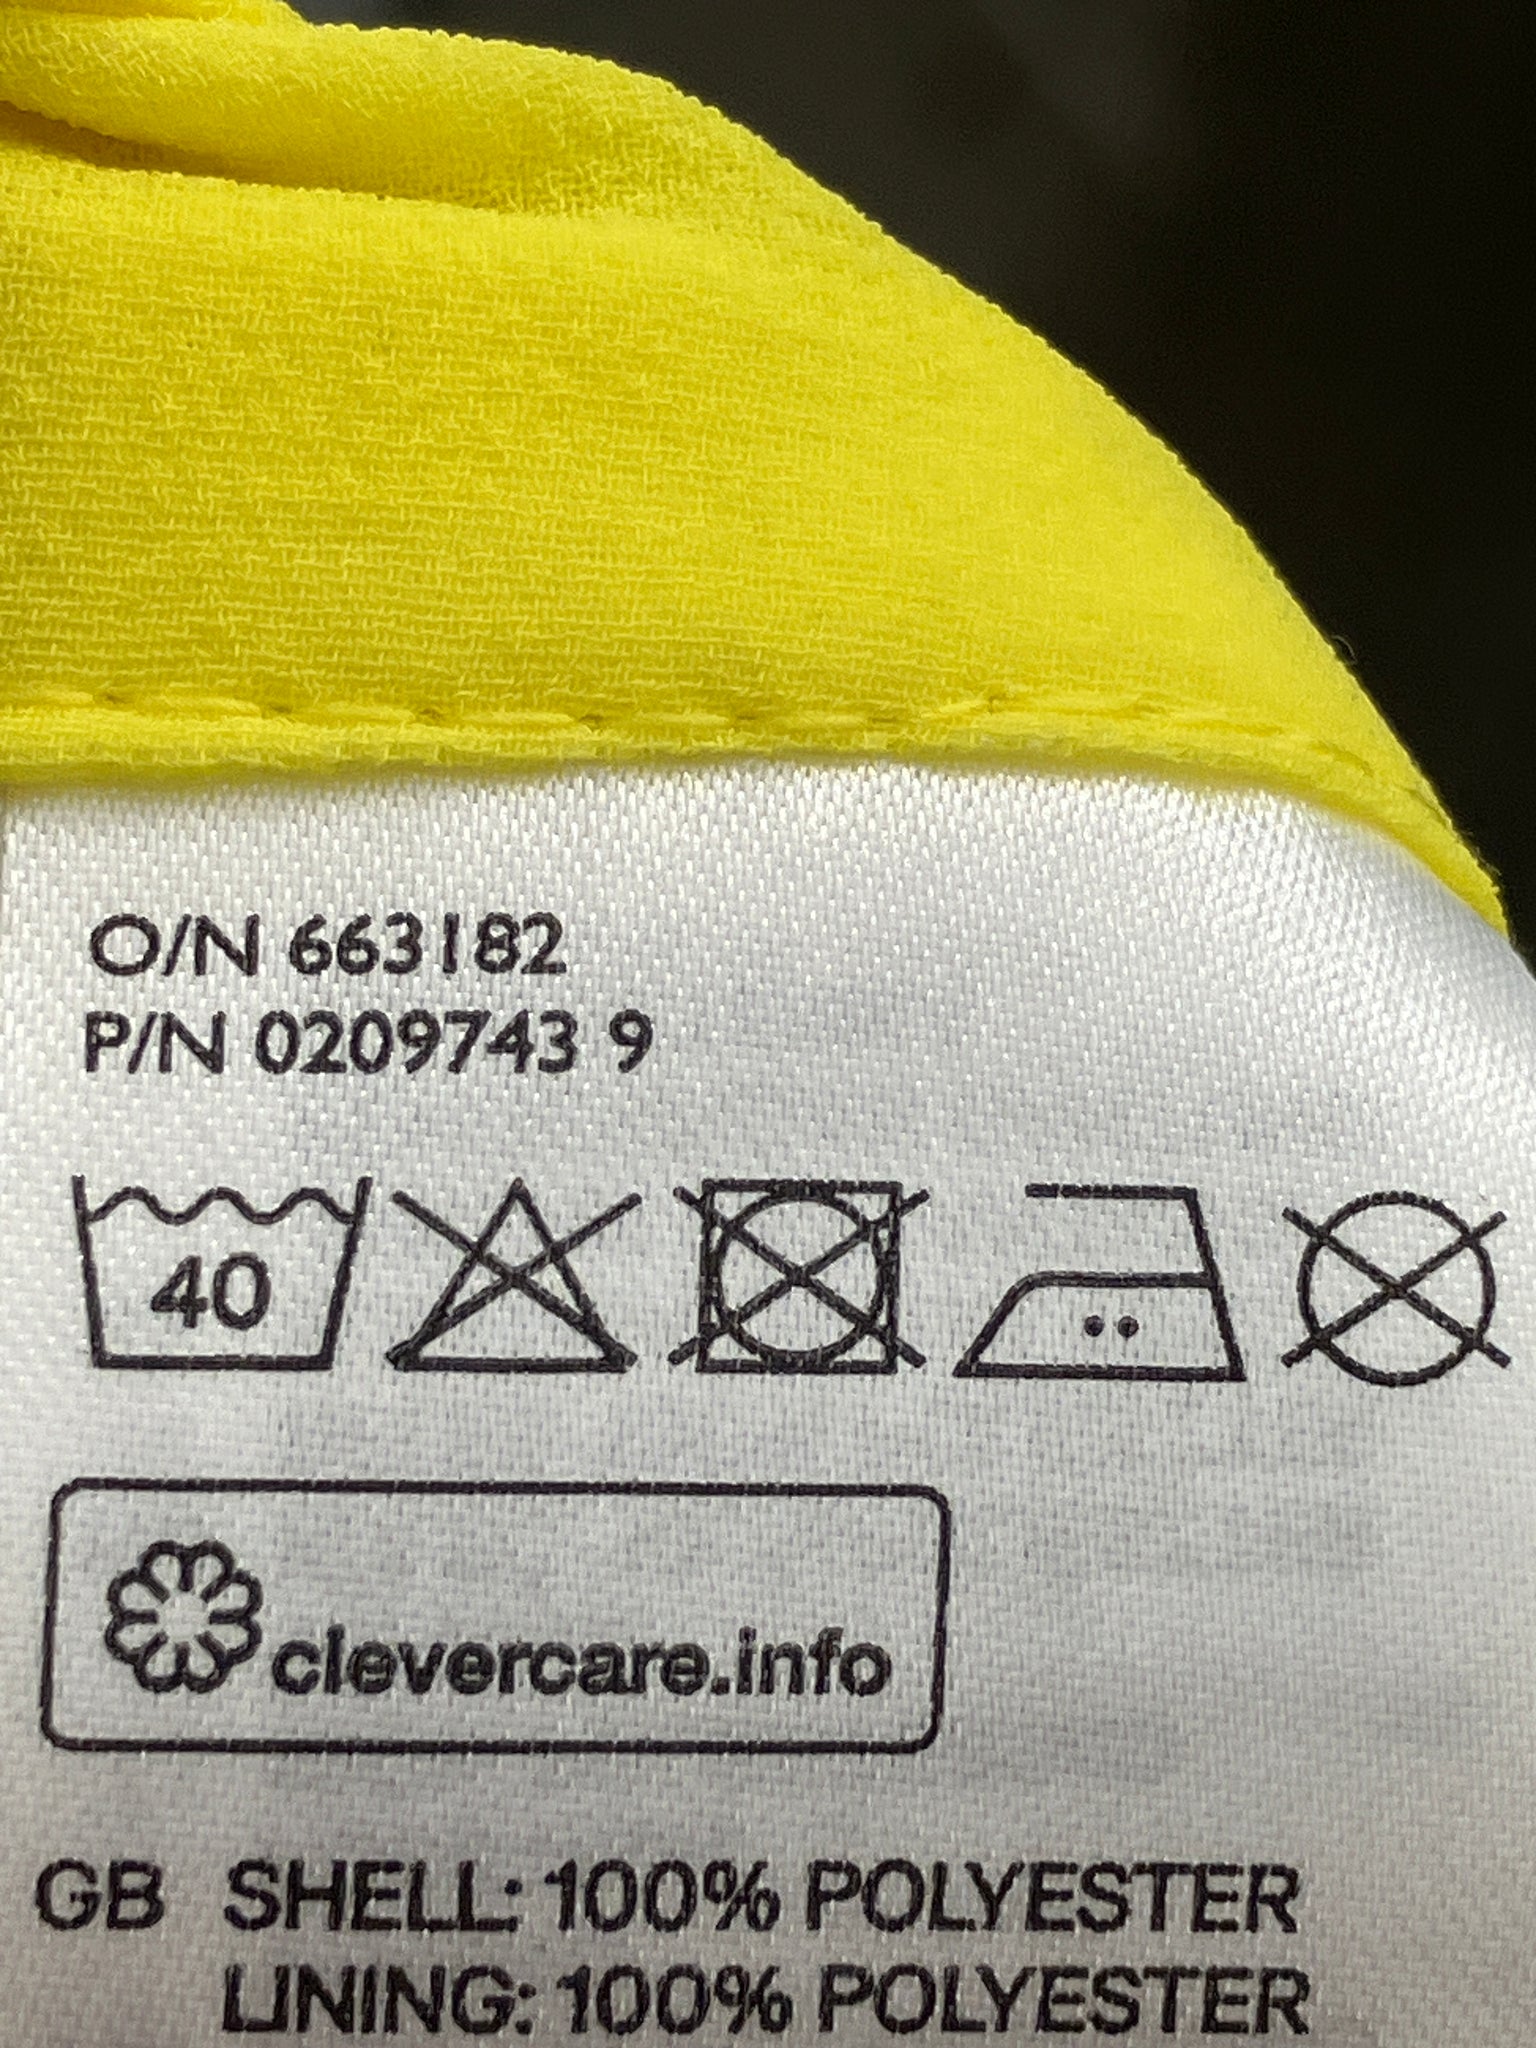 O/N 663182
P/N 0209743 9
40
clevercare.info
GB SHELL: 100% POLYESTER
LINING: 100% POLYESTER